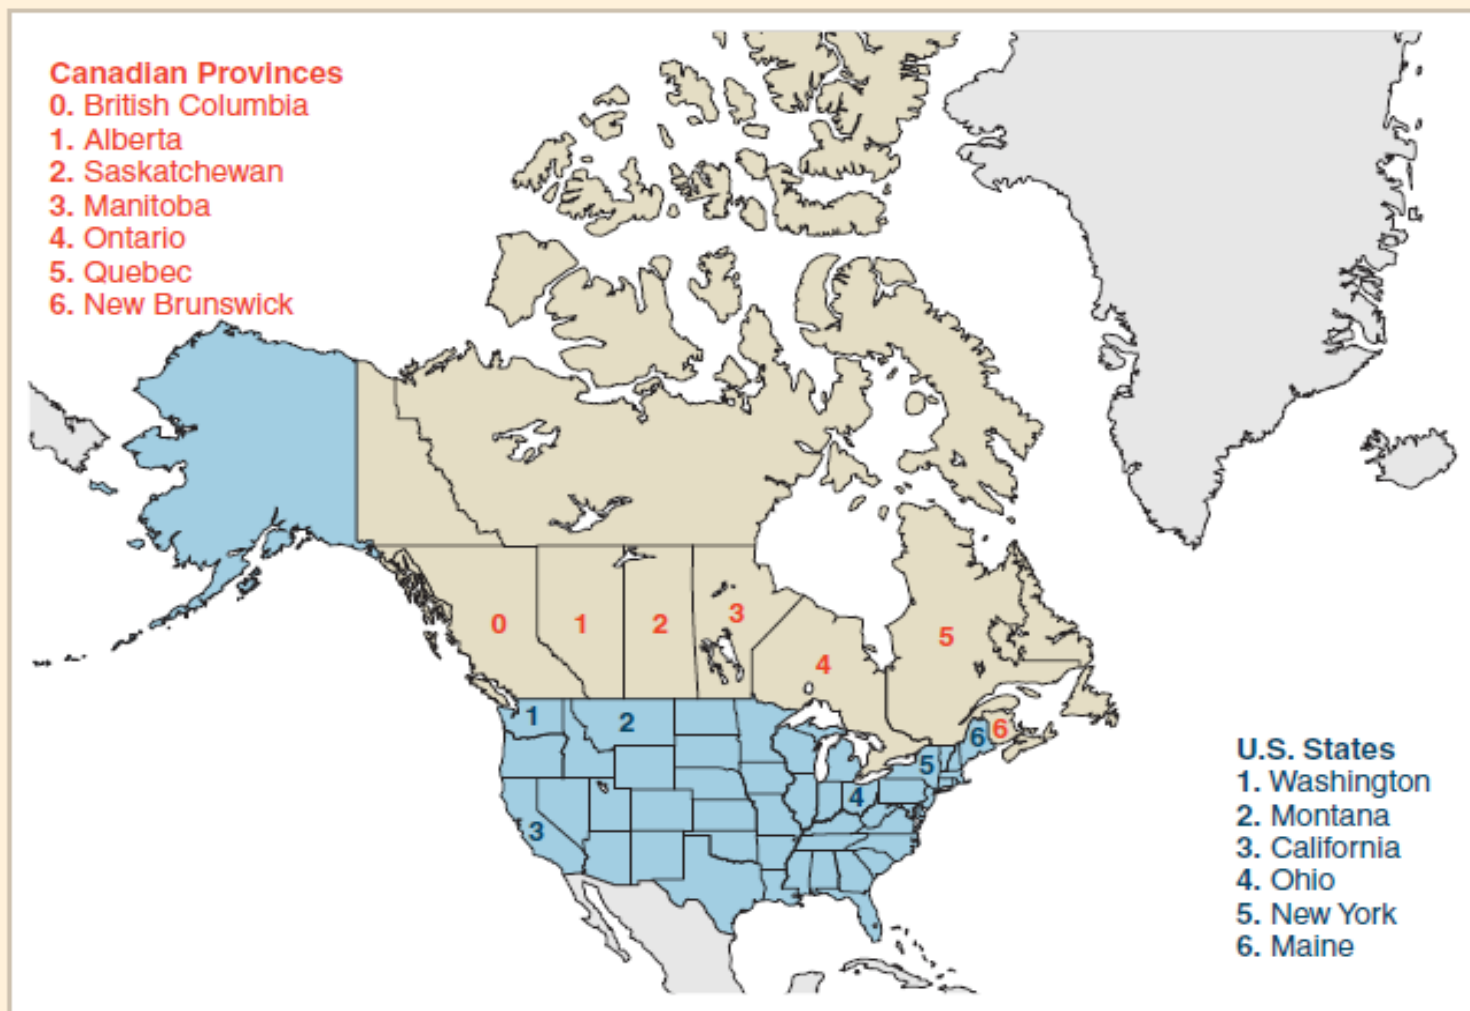 Canadian Provinces
0. British Columbia
1. Alberta
2. Saskatchewan
3. Manitoba
4. Ontario
5. Quebec
6. New Brunswick
0
1
2
3
4
5
6
1
2
3
4
5
6
U.S. States
1. Washington
2. Montana
3. California
4. Ohio
5. New York
6. Maine